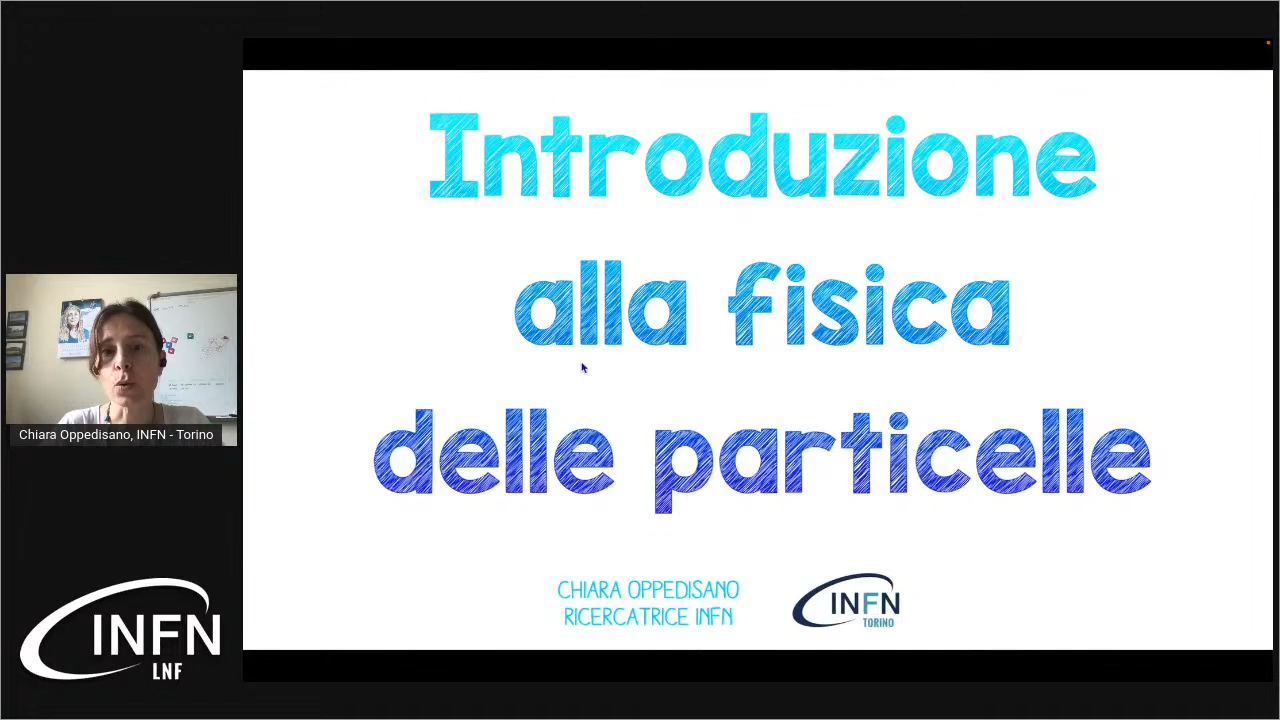 Introduzione
alla fisica
delle particelle
CHIARA OPPEDISANO
RICERCATRICE INFN
INFN
TORINO
Chiara Oppedisano, INFN - Torino
INFN
LNF